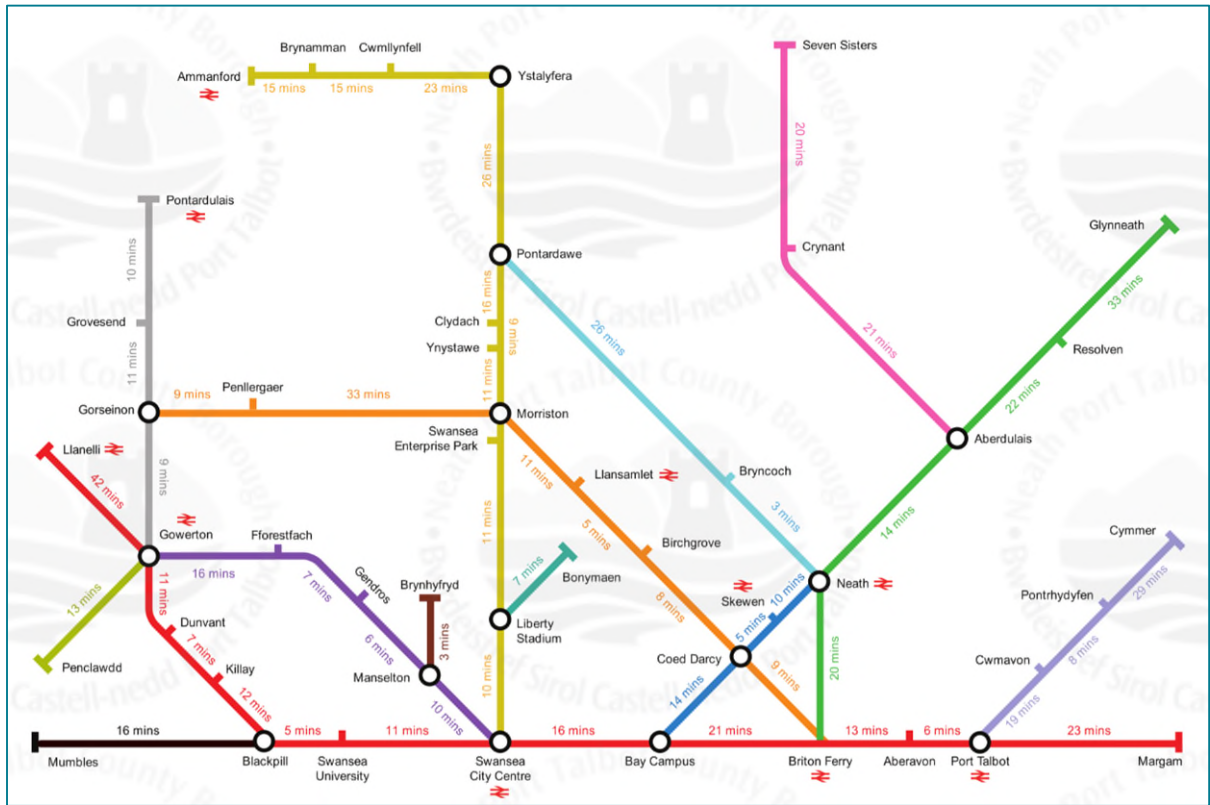 Seven Sisters
Brynamman
Cwmllynfell
Ammanford
Ystalyfera
15 mins
15 mins
23 mins
26 mins
20 mins
Pontardulais
Glynneath
10 mins
Pontardawe
Crynant
33 mins
16 mins
9 mins
Grovesend
Clydach
Ynystawe
26 mins
21 mins
Resolven
11 mins
11 mins
22 mins
Penllergaer
9 mins
33 mins
Gorseinon
Morriston
Swansea
Enterprise Park
Aberdulais
Llanelli
42 mins
9 mins
11 mins
Llansamlet
Bryncoch
3 mins
14 mins
Gowerton
Fforestfach
16 mins
7 mins
11 mins
5 mins
Birchgrove
Cymmer
29 mins
Gendros
Brynhyfryd
7 mins
Bonymaen
Skewen
10 mins
Neath
Pontrhydyfen
13 mins
11 mins
Dunvant
7 mins
Killay
6 mins
3 mins
Liberty
Stadium
8 mins
5 mins
8 mins
Penclawdd
12 mins
Manselton
10 mins
10 mins
Coed Darcy
14 mins
9 mins
20 mins
Cwmavon
19 mins
16 mins
5 mins
11 mins
16 mins
21 mins
13 mins
6 mins
23 mins
Mumbles
Blackpill
Swansea
University
Swansea
City Centre
Bay Campus
Briton Ferry
Aberavon
Port Talbot
Margam